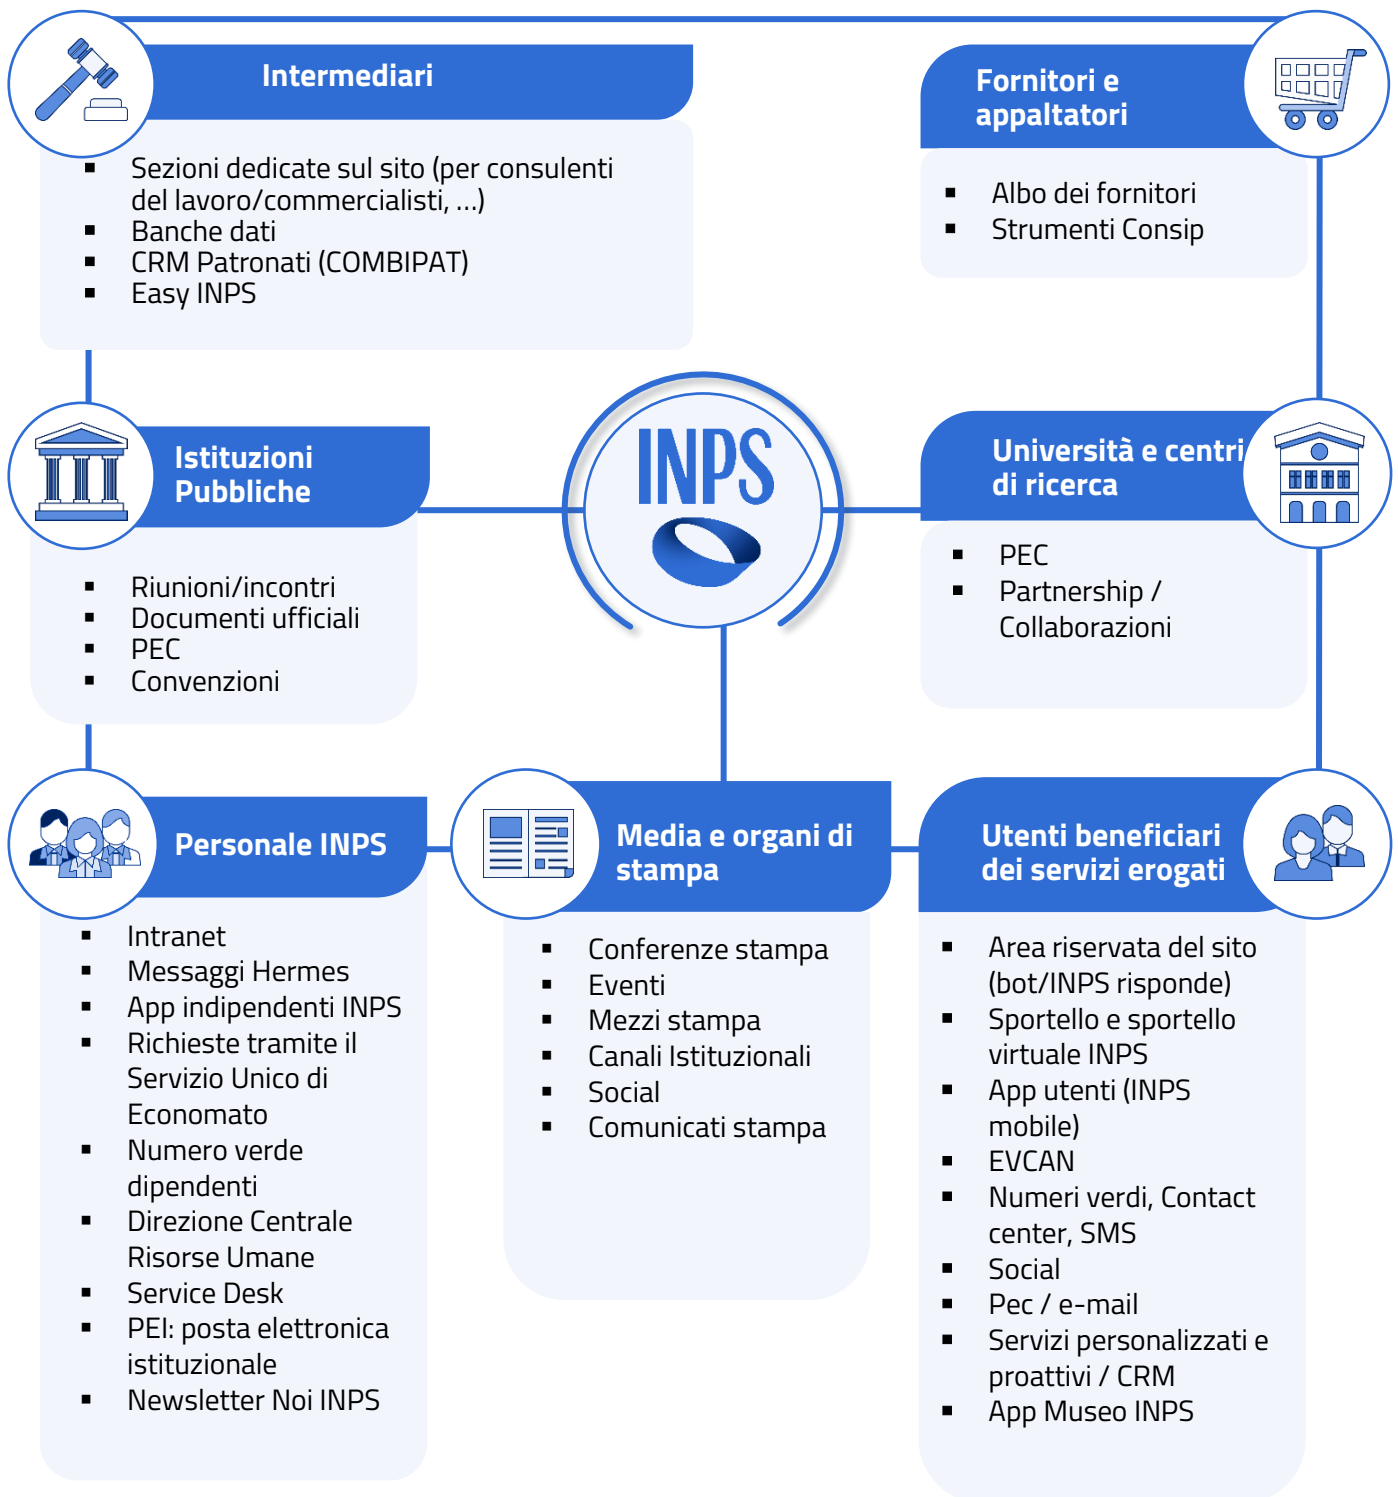 Intermediari
Sezioni dedicate sul sito (per consulenti
del lavoro/commercialisti, ...)
Banche dati
CRM Patronati (COMBIPAT)
Easy INPS
Fornitori e
appaltatori
Albo dei fornitori
Strumenti Consip
Istituzioni
Pubbliche
Riunioni/incontri
Documenti ufficiali
PEC
Convenzioni
INPS
Università e centri
di ricerca
PEC
Partnership /
Collaborazioni
Personale INPS
Intranet
Messaggi Hermes
App indipendenti INPS
Richieste tramite il
Servizio Unico di
Economato
Numero verde
dipendenti
Direzione Centrale
Risorse Umane
Service Desk
PEI: posta elettronica
istituzionale
Newsletter Noi INPS
Media e organi di
stampa
Conferenze stampa
Eventi
Mezzi stampa
Canali Istituzionali
Social
Comunicati stampa
Utenti beneficiari
dei servizi erogati
Area riservata del sito
(bot/INPS risponde)
Sportello e sportello
virtuale INPS
App utenti (INPS
mobile)
EVCAN
Numeri verdi, Contact
center, SMS
Social
Pec / e-mail
Servizi personalizzati e
proattivi / CRM
App Museo INPS